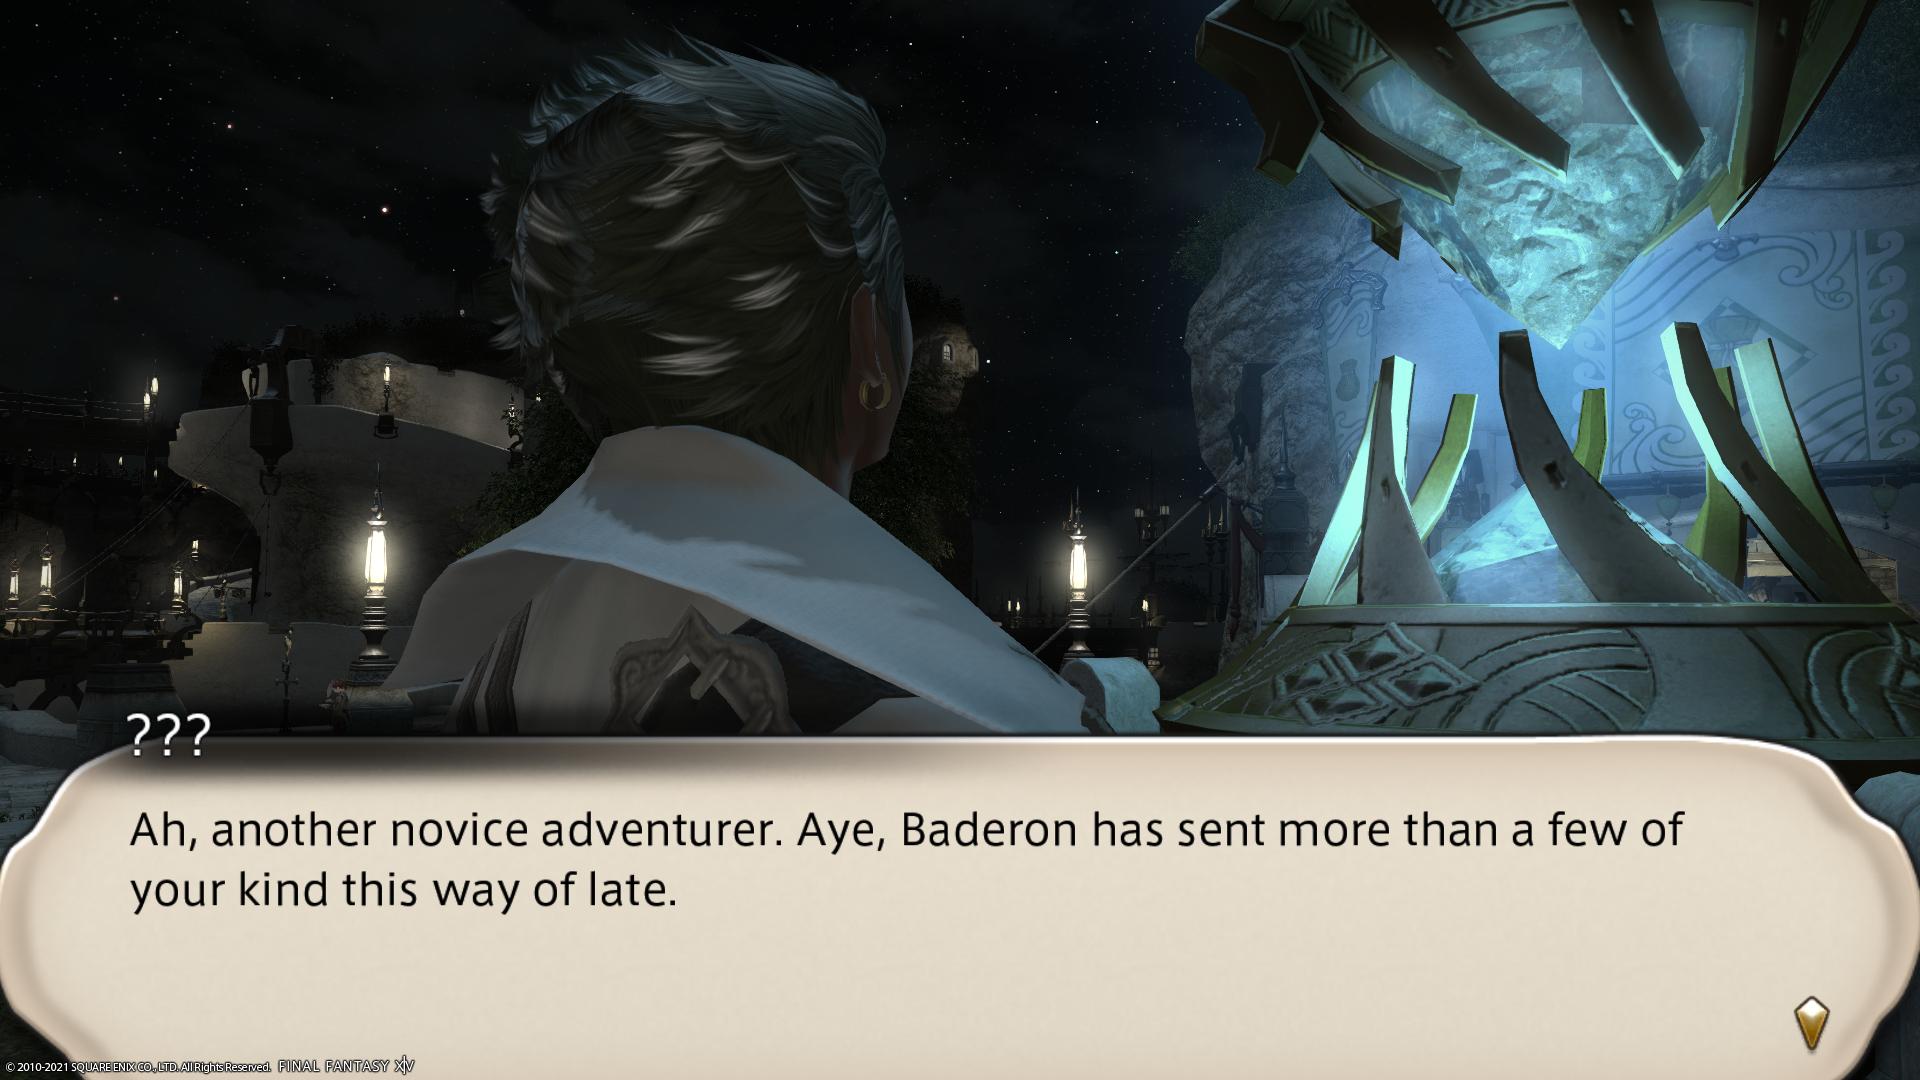 ???
Ah, another novice adventurer. Aye, Baderon has sent more than a few of
your kind this way of late.
© 2010-2021 SQUARE ENIX CO., LTD. All Rights Reserved. FINAL FANTASY XIV